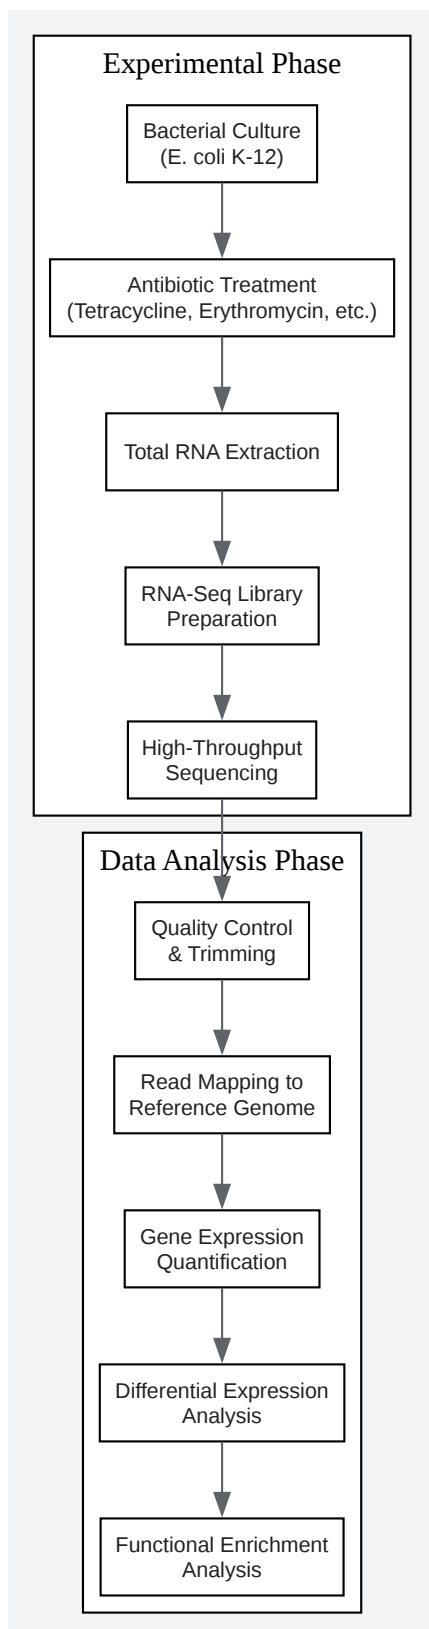 Experimental Phase
Bacterial Culture
(E. coli K-12)
Antibiotic Treatment
(Tetracycline, Erythromycin, etc.)
Total RNA Extraction
RNA-Seq Library
Preparation
High-Throughput
Sequencing
Data Analysis Phase
Quality Control
& Trimming
Read Mapping to
Reference Genome
Gene Expression
Quantification
Differential Expression
Analysis
Functional Enrichment
Analysis